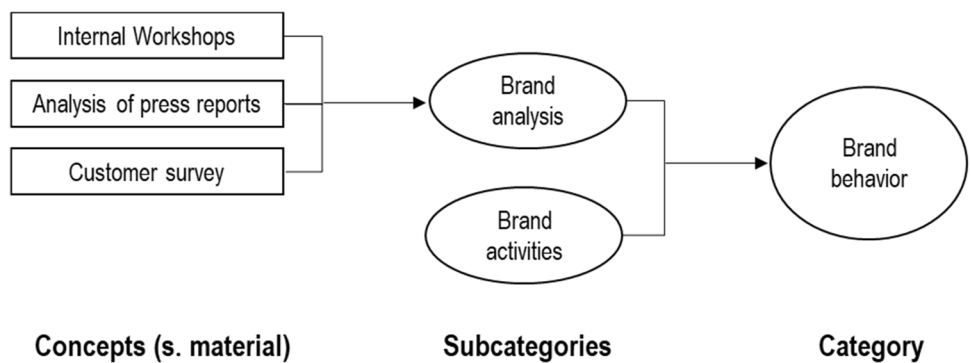 Internal Workshops
Analysis of press reports
Customer survey
Brand
analysis
Brand
activities
Brand
behavior
Concepts (s. material)
Subcategories
Category